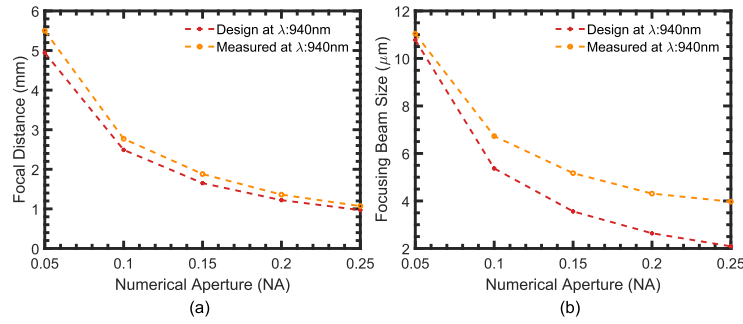 6
5
4
3
2
1
0
Focal Distance (mm)
Design at λ:940nm
Measured at λ:940nm
0.05
0.1
0.15
0.2
0.25
Numerical Aperture (NA)
(a)
12
10
8
6
4
2
Focusing Beam Size (μm)
Design at λ:940nm
Measured at λ:940nm
0.05
0.1
0.15
0.2
0.25
Numerical Aperture (NA)
(b)